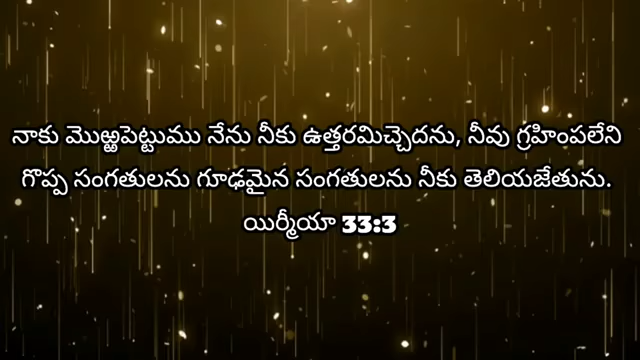 నాకు మొఱ్ఱపెట్టుము నేను నీకు ఉత్తరమిచ్చెదను, నీవు గ్రహింపలేని
గొప్ప సంగతులను గూఢమైన సంగతులను నీకు తెలియజేతును.
యిర్మీయా 33:3